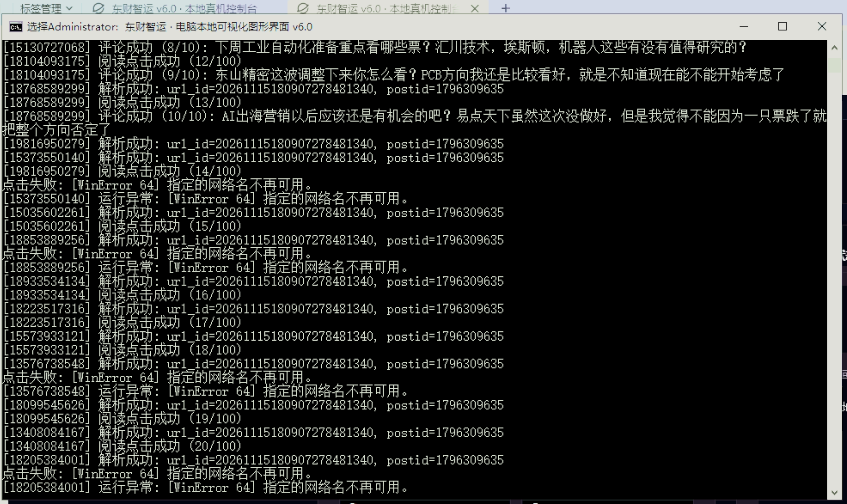 标签管理
东财智运 v6.0 · 本地真机控制台
东财智运 v6.0 · 本地真机控制台
选择Administrator: 东财智运 · 电脑本地可视化图形界面 v6.0
[15130727068] 评论成功 (8/10): 下周工业自动化准备重点看哪些票？汇川技术，埃斯顿，机器人这些有没有值得研究的？
[18104093175] 阅读点击成功 (12/100)
[18104093175] 评论成功 (9/10): 东山精密这波调整下来你怎么看？PCB方向我还是比较看好，就是不知道现在能不能开始考虑了
[18768589299] 解析成功: url_id=20261115180907278481340, postid=1796309635
[18768589299] 阅读点击成功 (13/100)
[18768589299] 评论成功 (10/10): AI出海营销以后应该还是有机会的吧？易点天下虽然这次没做好，但是我觉得不能因为一只票跌了就
把整个方向否定了
[19816950279] 解析成功: url_id=20261115180907278481340, postid=1796309635
[15373550140] 解析成功: url_id=20261115180907278481340, postid=1796309635
[19816950279] 阅读点击成功 (14/100)
点击失败: [WinError 64] 指定的网络名不再可用。
[15373550140] 运行异常: [WinError 64] 指定的网络名不再可用。
[15035602261] 解析成功: url_id=20261115180907278481340, postid=1796309635
[15035602261] 阅读点击成功 (15/100)
[18853889256] 解析成功: url_id=20261115180907278481340, postid=1796309635
点击失败: [WinError 64] 指定的网络名不再可用。
[18853889256] 运行异常: [WinError 64] 指定的网络名不再可用。
[18933534134] 解析成功: url_id=20261115180907278481340, postid=1796309635
[18933534134] 阅读点击成功 (16/100)
[18223517316] 解析成功: url_id=20261115180907278481340, postid=1796309635
[18223517316] 阅读点击成功 (17/100)
[15573933121] 解析成功: url_id=20261115180907278481340, postid=1796309635
[15573933121] 阅读点击成功 (18/100)
[13576738548] 解析成功: url_id=20261115180907278481340, postid=1796309635
点击失败: [WinError 64] 指定的网络名不再可用。
[13576738548] 运行异常: [WinError 64] 指定的网络名不再可用。
[18099545626] 解析成功: url_id=20261115180907278481340, postid=1796309635
[18099545626] 阅读点击成功 (19/100)
[13408084167] 解析成功: url_id=20261115180907278481340, postid=1796309635
[13408084167] 阅读点击成功 (20/100)
[18205384001] 解析成功: url_id=20261115180907278481340, postid=1796309635
点击失败: [WinError 64] 指定的网络名不再可用。
[18205384001] 运行异常: [WinError 64] 指定的网络名不再可用。